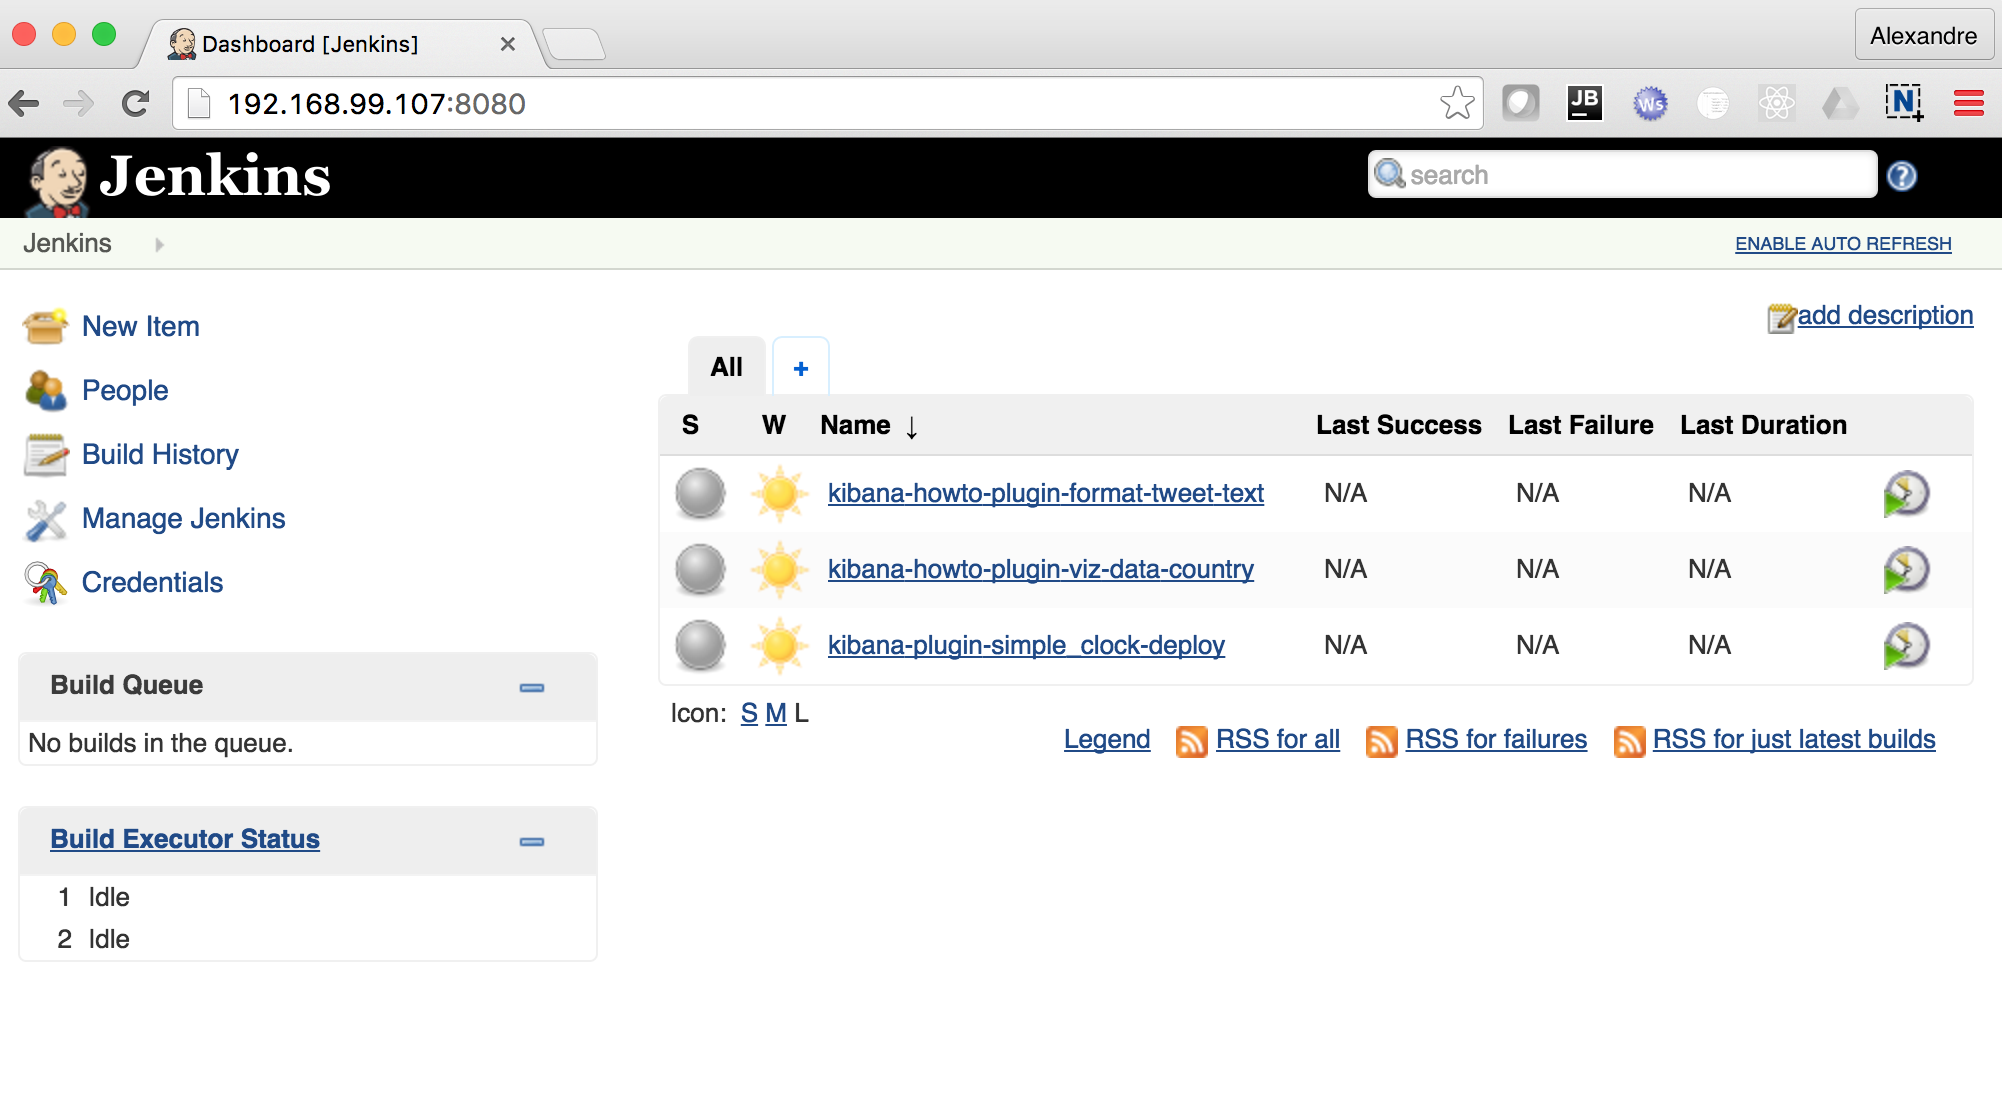 Dashboard [Jenkins]
Alexandre
192.168.99.107:8080
JB
Ws
N
Jenkins
search
?
Jenkins
ENABLE AUTO REFRESH
New Item
People
Build History
Manage Jenkins
Credentials
add description
All +
S W Name ↓ Last Success Last Failure Last Duration
kibana-howto-plugin-format-tweet-text N/A N/A N/A
kibana-howto-plugin-viz-data-country N/A N/A N/A
kibana-plugin-simple_clock-deploy N/A N/A N/A
Icon: S M L
Legend RSS for all RSS for failures RSS for just latest builds
Build Queue
No builds in the queue.
Build Executor Status
1 Idle
2 Idle